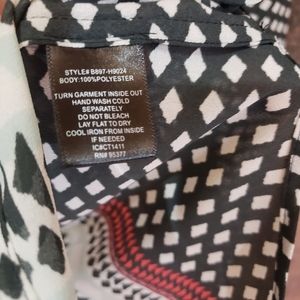 STYLE# B897-H9024
BODY:100%POLYESTER
TURN GARMENT INSIDE OUT
HAND WASH COLD
SEPARATELY
DO NOT BLEACH
LAY FLAT TO DRY
COOL IRON FROM INSIDE
IF NEEDED
IC#CT1411
RN# 95377